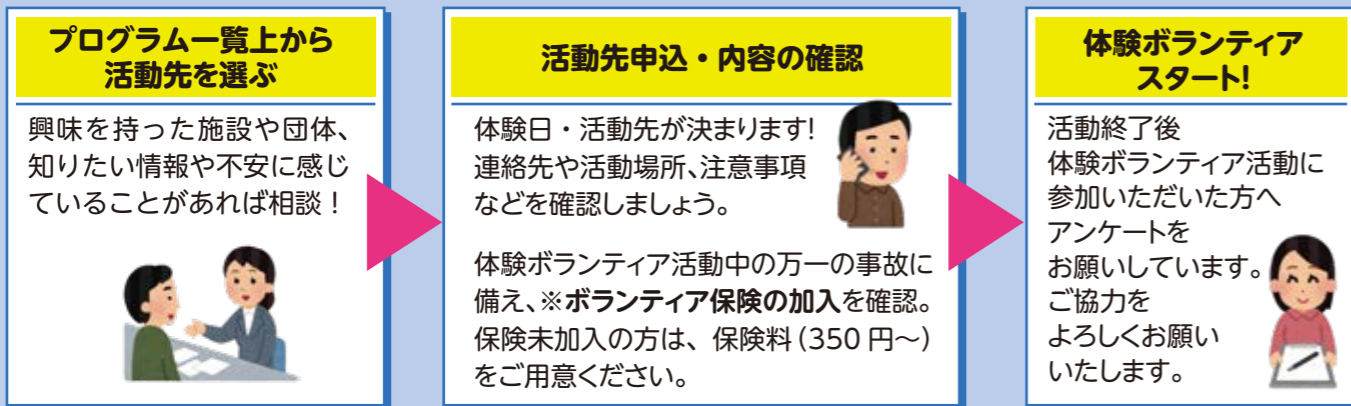 プログラム一覧上から
活動先を選ぶ
興味を持った施設や団体、
知りたい情報や不安に感じ
ていることがあれば相談！
活動先申込・内容の確認
体験日・活動先が決まります!
連絡先や活動場所、注意事項
などを確認しましょう。
体験ボランティア活動中の万一の事故に
備え、※ボランティア保険の加入を確認。
保険未加入の方は、保険料（350円〜）
をご用意ください。
体験ボランティア
スタート!
活動終了後
体験ボランティア活動に
参加いただいた方へ
アンケートを
お願いしています。
ご協力を
よろしくお願い
いたします。